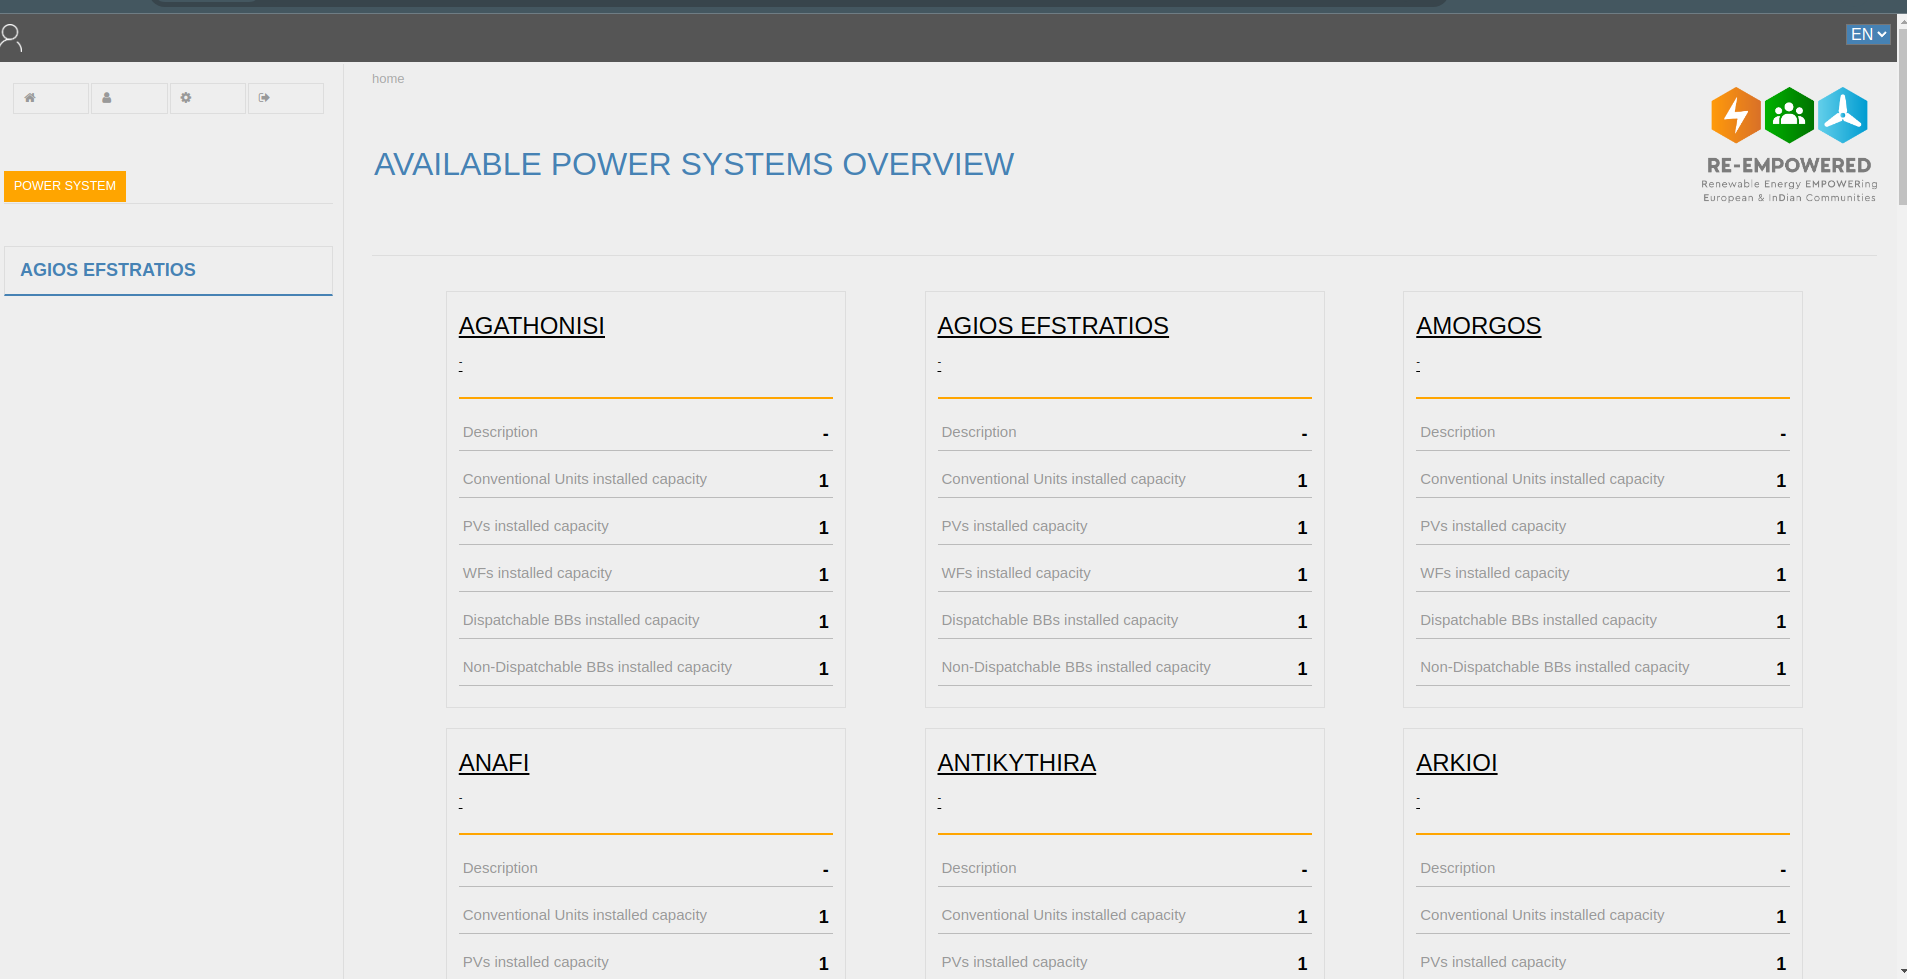 EN
home
POWER SYSTEM
AGIOS EFSTRATIOS
AVAILABLE POWER SYSTEMS OVERVIEW
RE-EMPOWERED
Renewable Energy EMPOWERing
European & InDian Communities
AGATHONISI
-
Description -
Conventional Units installed capacity 1
PVs installed capacity 1
WFs installed capacity 1
Dispatchable BBs installed capacity 1
Non-Dispatchable BBs installed capacity 1
AGIOS EFSTRATIOS
-
Description -
Conventional Units installed capacity 1
PVs installed capacity 1
WFs installed capacity 1
Dispatchable BBs installed capacity 1
Non-Dispatchable BBs installed capacity 1
AMORGOS
-
Description -
Conventional Units installed capacity 1
PVs installed capacity 1
WFs installed capacity 1
Dispatchable BBs installed capacity 1
Non-Dispatchable BBs installed capacity 1
ANAFI
-
Description -
Conventional Units installed capacity 1
PVs installed capacity 1
ANTIKYTHIRA
-
Description -
Conventional Units installed capacity 1
PVs installed capacity 1
ARKIOI
-
Description -
Conventional Units installed capacity 1
PVs installed capacity 1